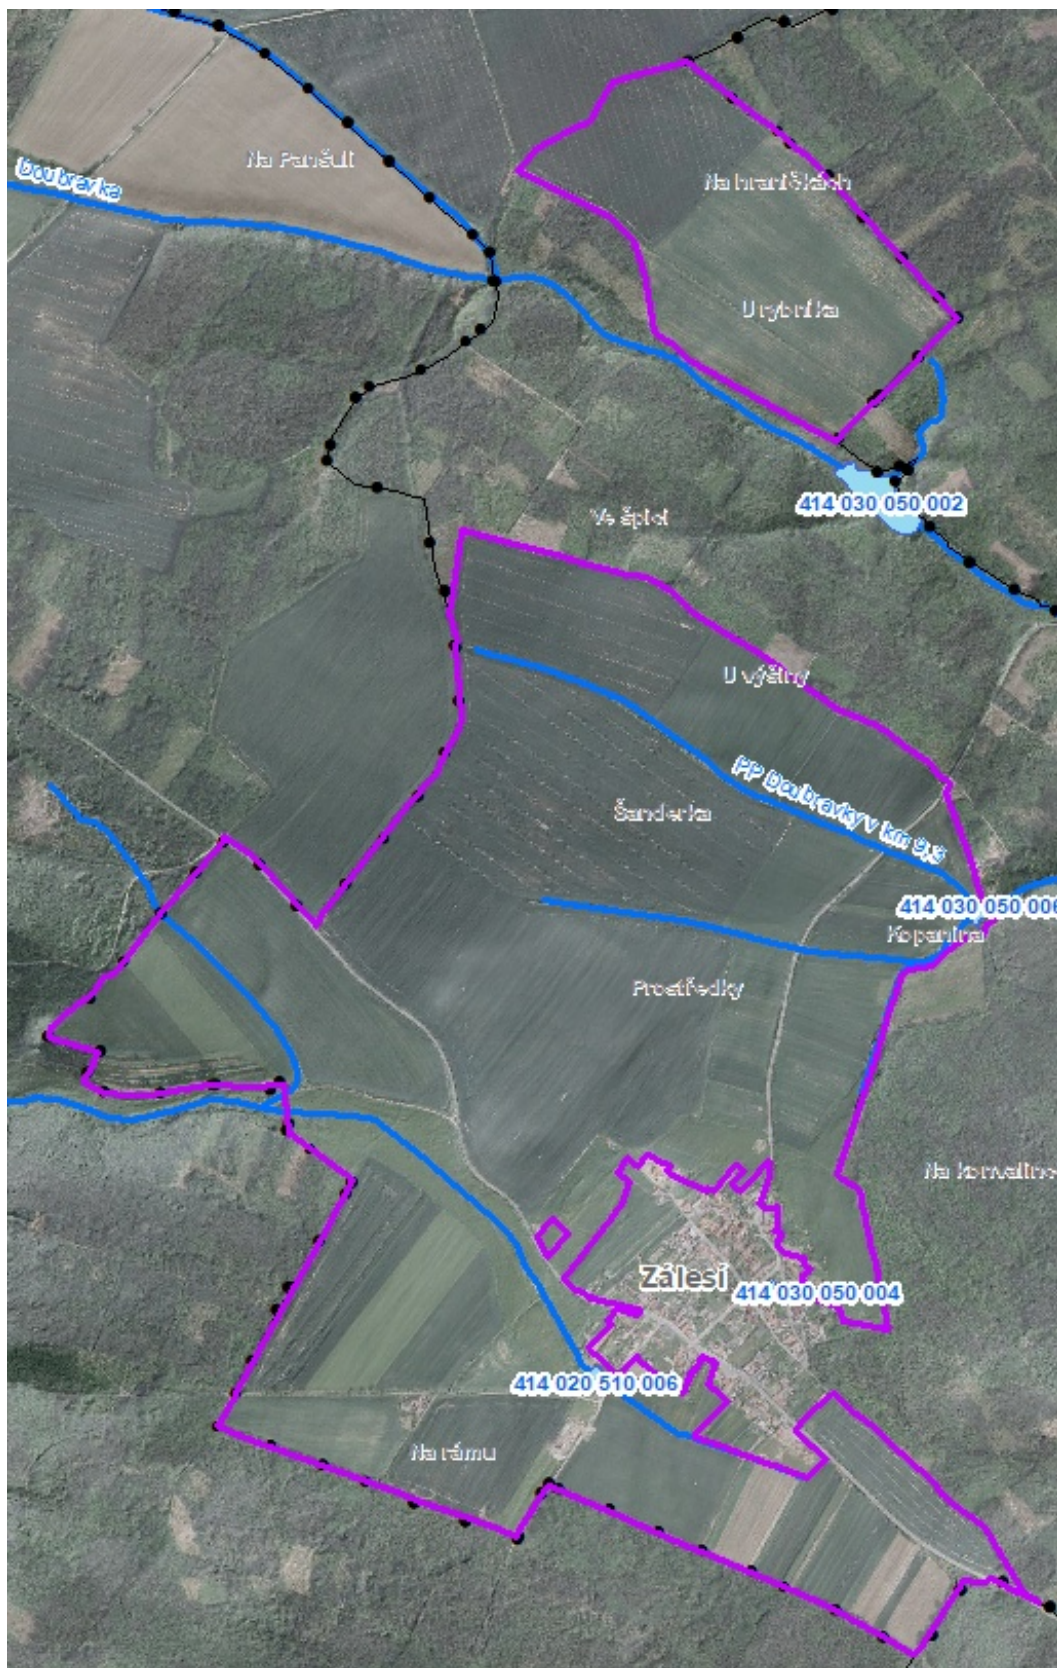 Na Panšuli
Doubravka
Na hraničkách
U rybníka
414 030 050 002
Ve špici
U výšiny
PP Doubravky v km 9,3
Šanderka
414 030 050 006
Kopanina
Prostředky
Na konvalince
Zálesí
414 030 050 004
414 020 510 006
Na rámu